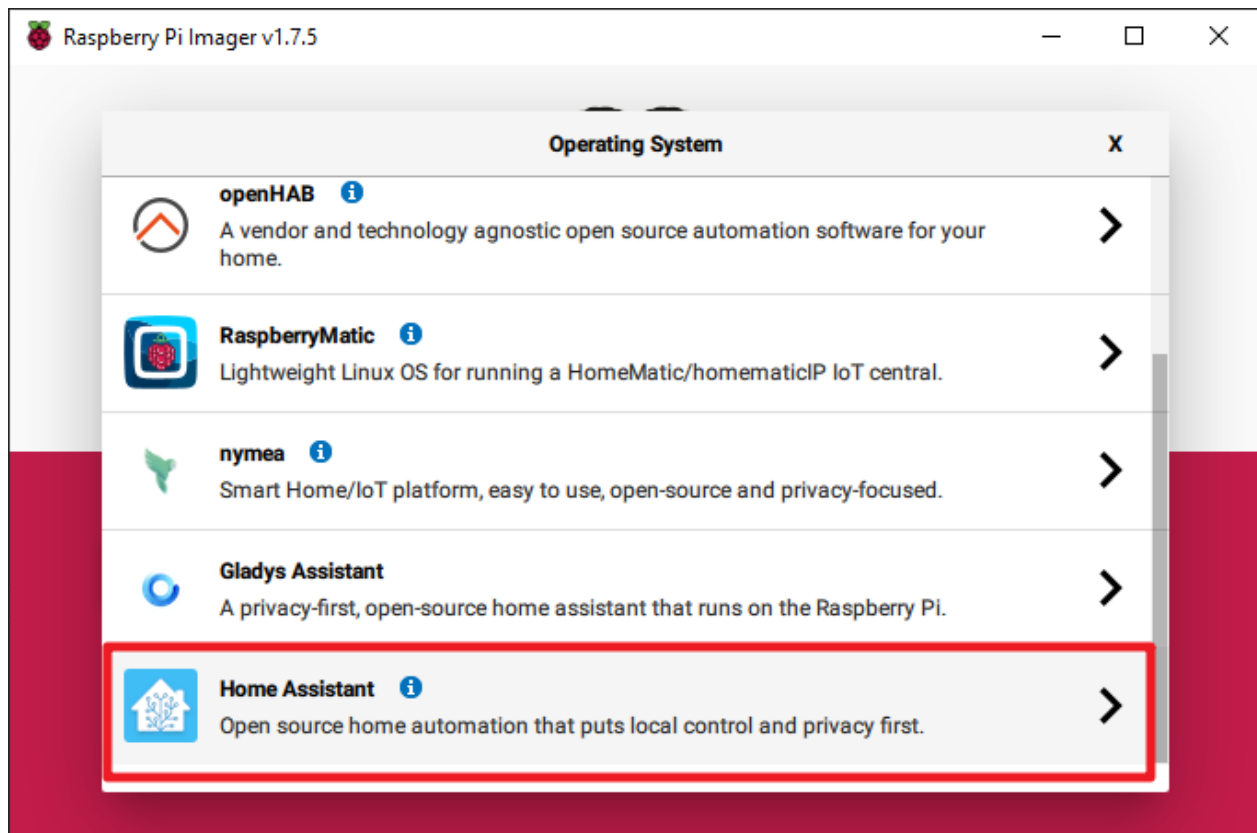 Raspberry Pi Imager v1.7.5
Operating System
X
openHAB
A vendor and technology agnostic open source automation software for your
home.
RaspberryMatic
Lightweight Linux OS for running a HomeMatic/homematicIP IoT central.
nymea
Smart Home/IoT platform, easy to use, open-source and privacy-focused.
Gladys Assistant
A privacy-first, open-source home assistant that runs on the Raspberry Pi.
Home Assistant
Open source home automation that puts local control and privacy first.